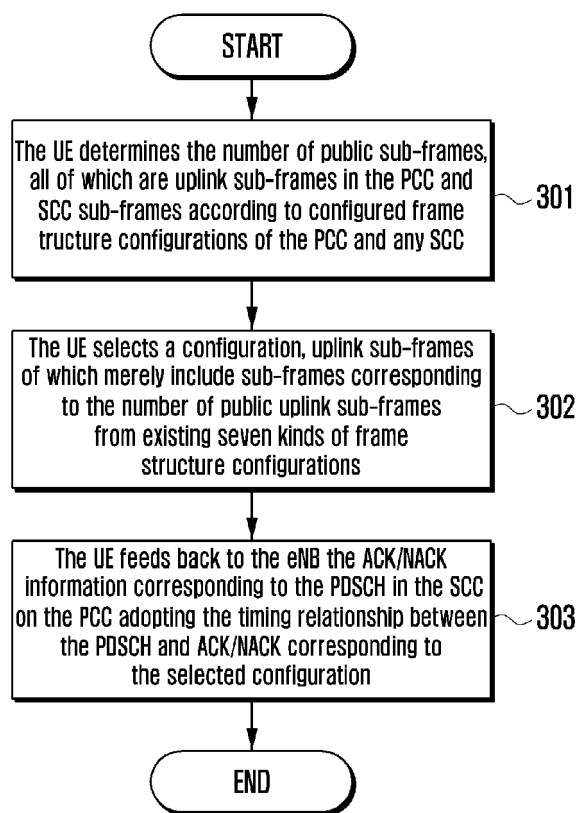 START
The UE determines the number of public sub-frames,
all of which are uplink sub-frames in the PCC and
SCC sub-frames according to configured frame
tructure configurations of the PCC and any SCC
301
The UE selects a configuration, uplink sub-frames
of which merely include sub-frames corresponding
to the number of public uplink sub-frames
from existing seven kinds of frame
structure configurations
302
The UE feeds back to the eNB the ACK/NACK
information corresponding to the PDSCH in the SCC
on the PCC adopting the timing relationship between
the PDSCH and ACK/NACK corresponding to
the selected configuration
303
END